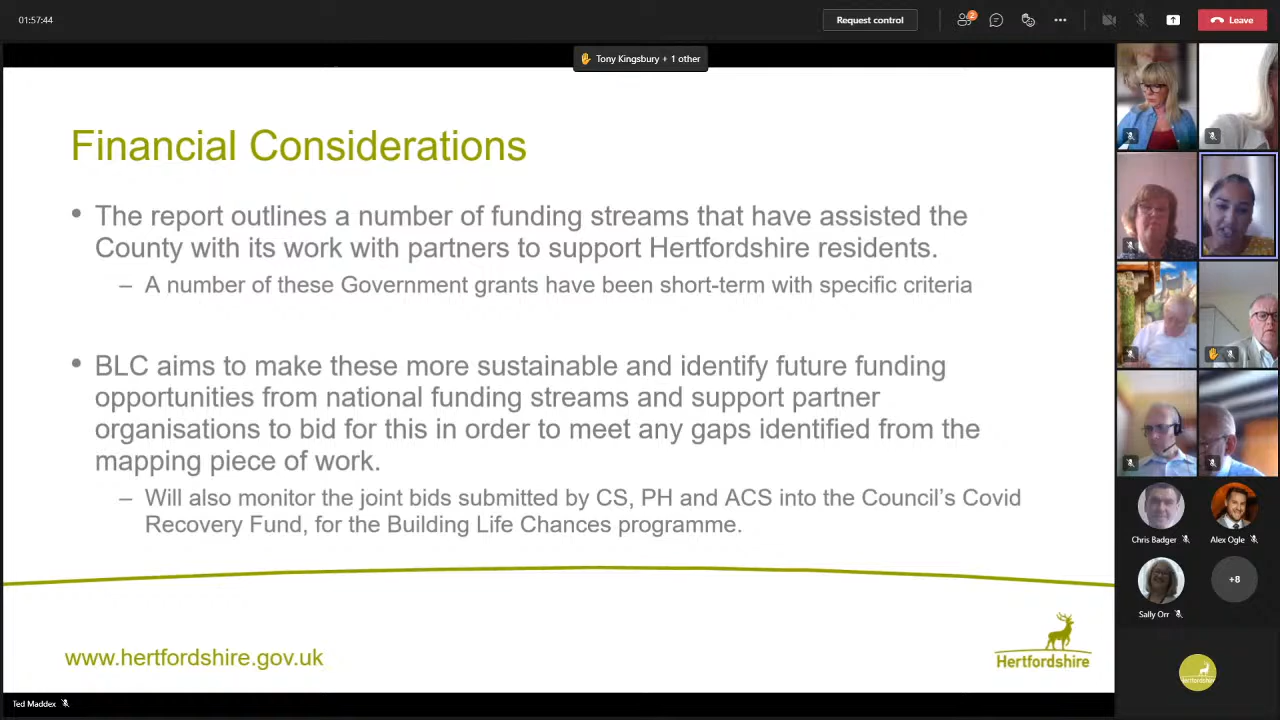 01:57:44
Request control
2
Leave
Tony Kingsbury + 1 other
Financial Considerations
• The report outlines a number of funding streams that have assisted the
County with its work with partners to support Hertfordshire residents.
– A number of these Government grants have been short-term with specific criteria
• BLC aims to make these more sustainable and identify future funding
opportunities from national funding streams and support partner
organisations to bid for this in order to meet any gaps identified from the
mapping piece of work.
– Will also monitor the joint bids submitted by CS, PH and ACS into the Council's Covid
Recovery Fund, for the Building Life Chances programme.
www.hertfordshire.gov.uk
Hertfordshire
Ted Maddex
Chris Badger
Alex Ogle
Sally Orr
+8
Hertfordshire